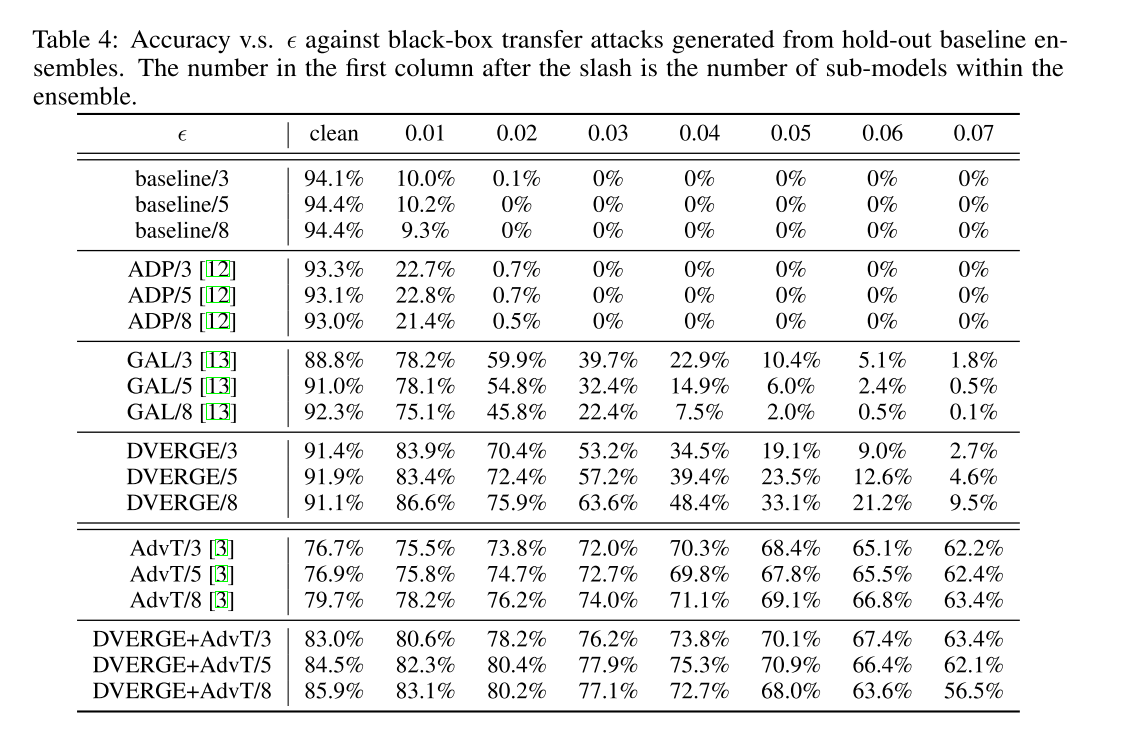 Table 4: Accuracy v.s. ϵ against black-box transfer attacks generated from hold-out baseline en-
sembles. The number in the first column after the slash is the number of sub-models within the
ensemble.
ϵ clean 0.01 0.02 0.03 0.04 0.05 0.06 0.07
baseline/3 94.1% 10.0% 0.1% 0% 0% 0% 0% 0%
baseline/5 94.4% 10.2% 0% 0% 0% 0% 0% 0%
baseline/8 94.4% 9.3% 0% 0% 0% 0% 0% 0%
ADP/3 [12] 93.3% 22.7% 0.7% 0% 0% 0% 0% 0%
ADP/5 [12] 93.1% 22.8% 0.7% 0% 0% 0% 0% 0%
ADP/8 [12] 93.0% 21.4% 0.5% 0% 0% 0% 0% 0%
GAL/3 [13] 88.8% 78.2% 59.9% 39.7% 22.9% 10.4% 5.1% 1.8%
GAL/5 [13] 91.0% 78.1% 54.8% 32.4% 14.9% 6.0% 2.4% 0.5%
GAL/8 [13] 92.3% 75.1% 45.8% 22.4% 7.5% 2.0% 0.5% 0.1%
DVERGE/3 91.4% 83.9% 70.4% 53.2% 34.5% 19.1% 9.0% 2.7%
DVERGE/5 91.9% 83.4% 72.4% 57.2% 39.4% 23.5% 12.6% 4.6%
DVERGE/8 91.1% 86.6% 75.9% 63.6% 48.4% 33.1% 21.2% 9.5%
AdvT/3 [3] 76.7% 75.5% 73.8% 72.0% 70.3% 68.4% 65.1% 62.2%
AdvT/5 [3] 76.9% 75.8% 74.7% 72.7% 69.8% 67.8% 65.5% 62.4%
AdvT/8 [3] 79.7% 78.2% 76.2% 74.0% 71.1% 69.1% 66.8% 63.4%
DVERGE+AdvT/3 83.0% 80.6% 78.2% 76.2% 73.8% 70.1% 67.4% 63.4%
DVERGE+AdvT/5 84.5% 82.3% 80.4% 77.9% 75.3% 70.9% 66.4% 62.1%
DVERGE+AdvT/8 85.9% 83.1% 80.2% 77.1% 72.7% 68.0% 63.6% 56.5%